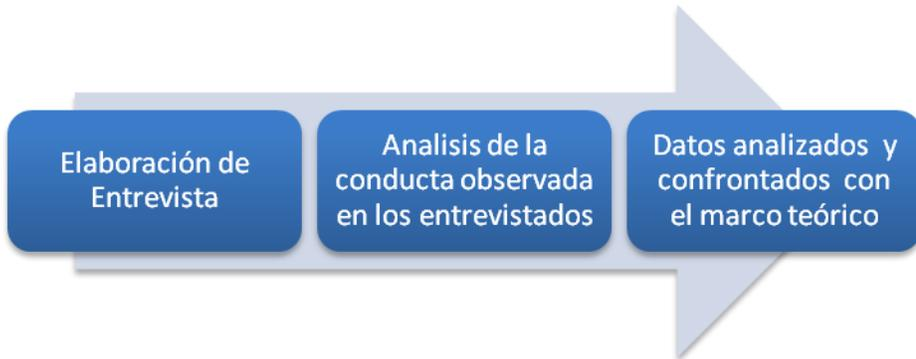 Elaboración de
Entrevista
Analisis de la
conducta observada
en los entrevistados
Datos analizados y
confrontados con
el marco teórico